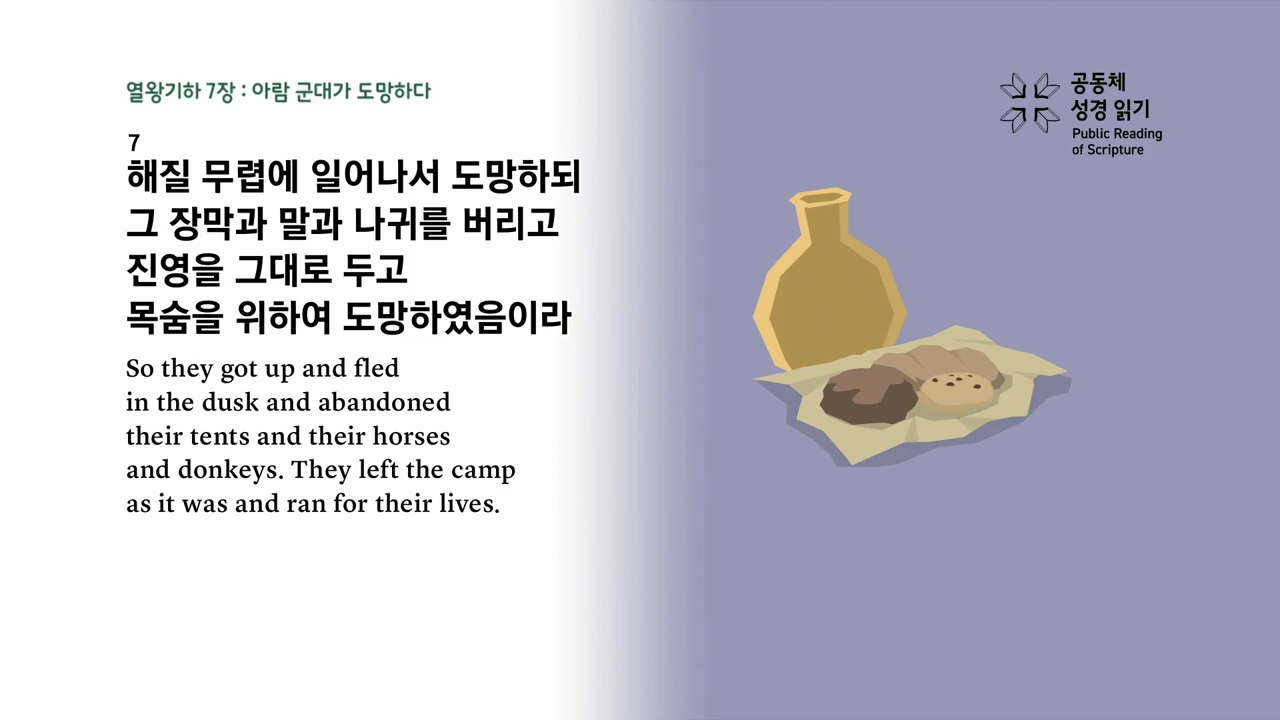 열왕기하 7장 : 아람 군대가 도망하다
7
해질 무렵에 일어나서 도망하되
그 장막과 말과 나귀를 버리고
진영을 그대로 두고
목숨을 위하여 도망하였음이라
So they got up and fled
in the dusk and abandoned
their tents and their horses
and donkeys. They left the camp
as it was and ran for their lives.
공동체
성경 읽기
Public Reading
of Scripture